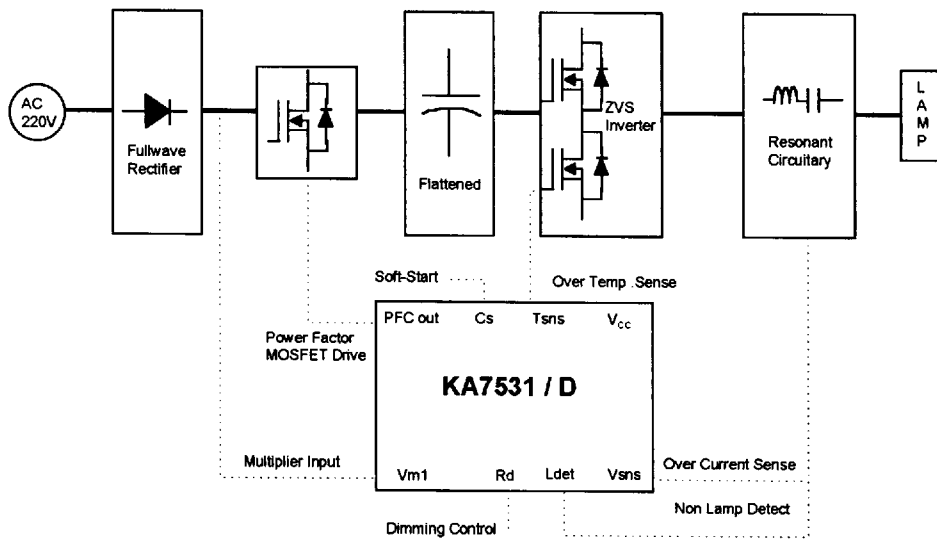 AC
220V
Fullwave
Rectifier
Flattened
ZVS
Inverter
Resonant
Circuitary
L
A
M
P
Soft-Start
Over Temp .Sense
PFC out
Cs
Tsns
Vcc
Power Factor
MOSFET Drive
KA7531 / D
Multiplier Input
Vm1
Rd
Ldet
Vsns
Over Current Sense
Non Lamp Detect
Dimming Control